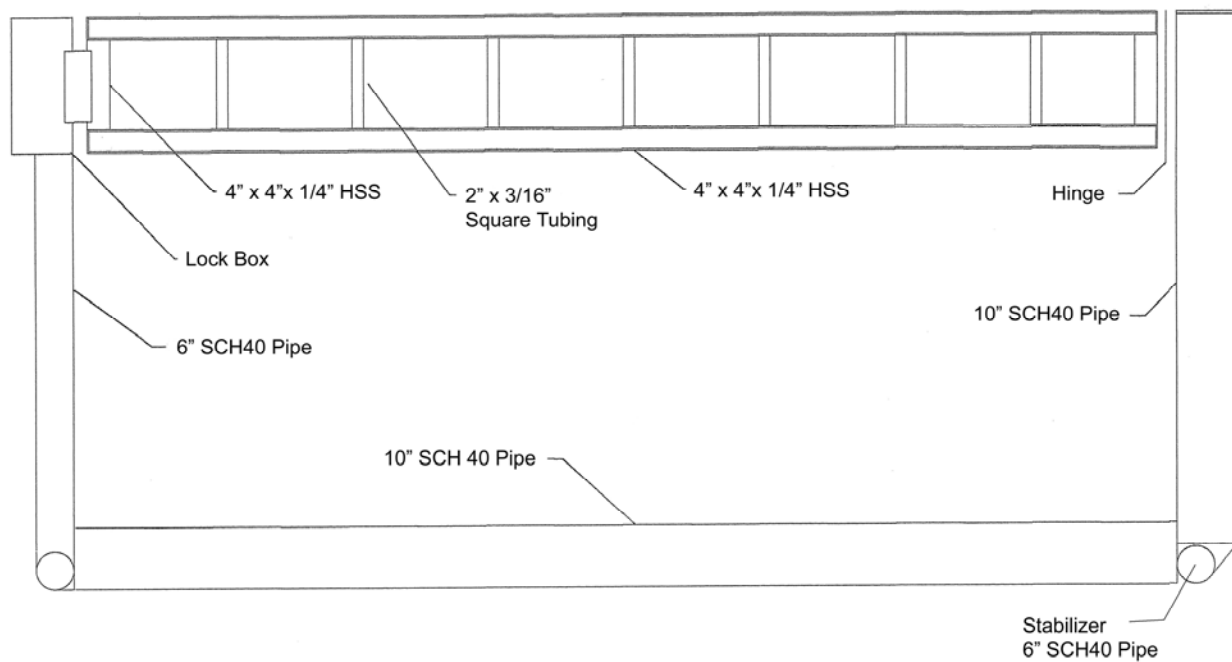 4” x 4”x 1/4” HSS
2” x 3/16”
Square Tubing
4” x 4”x 1/4” HSS
Hinge
Lock Box
10” SCH40 Pipe
6” SCH40 Pipe
10” SCH 40 Pipe
Stabilizer
6” SCH40 Pipe